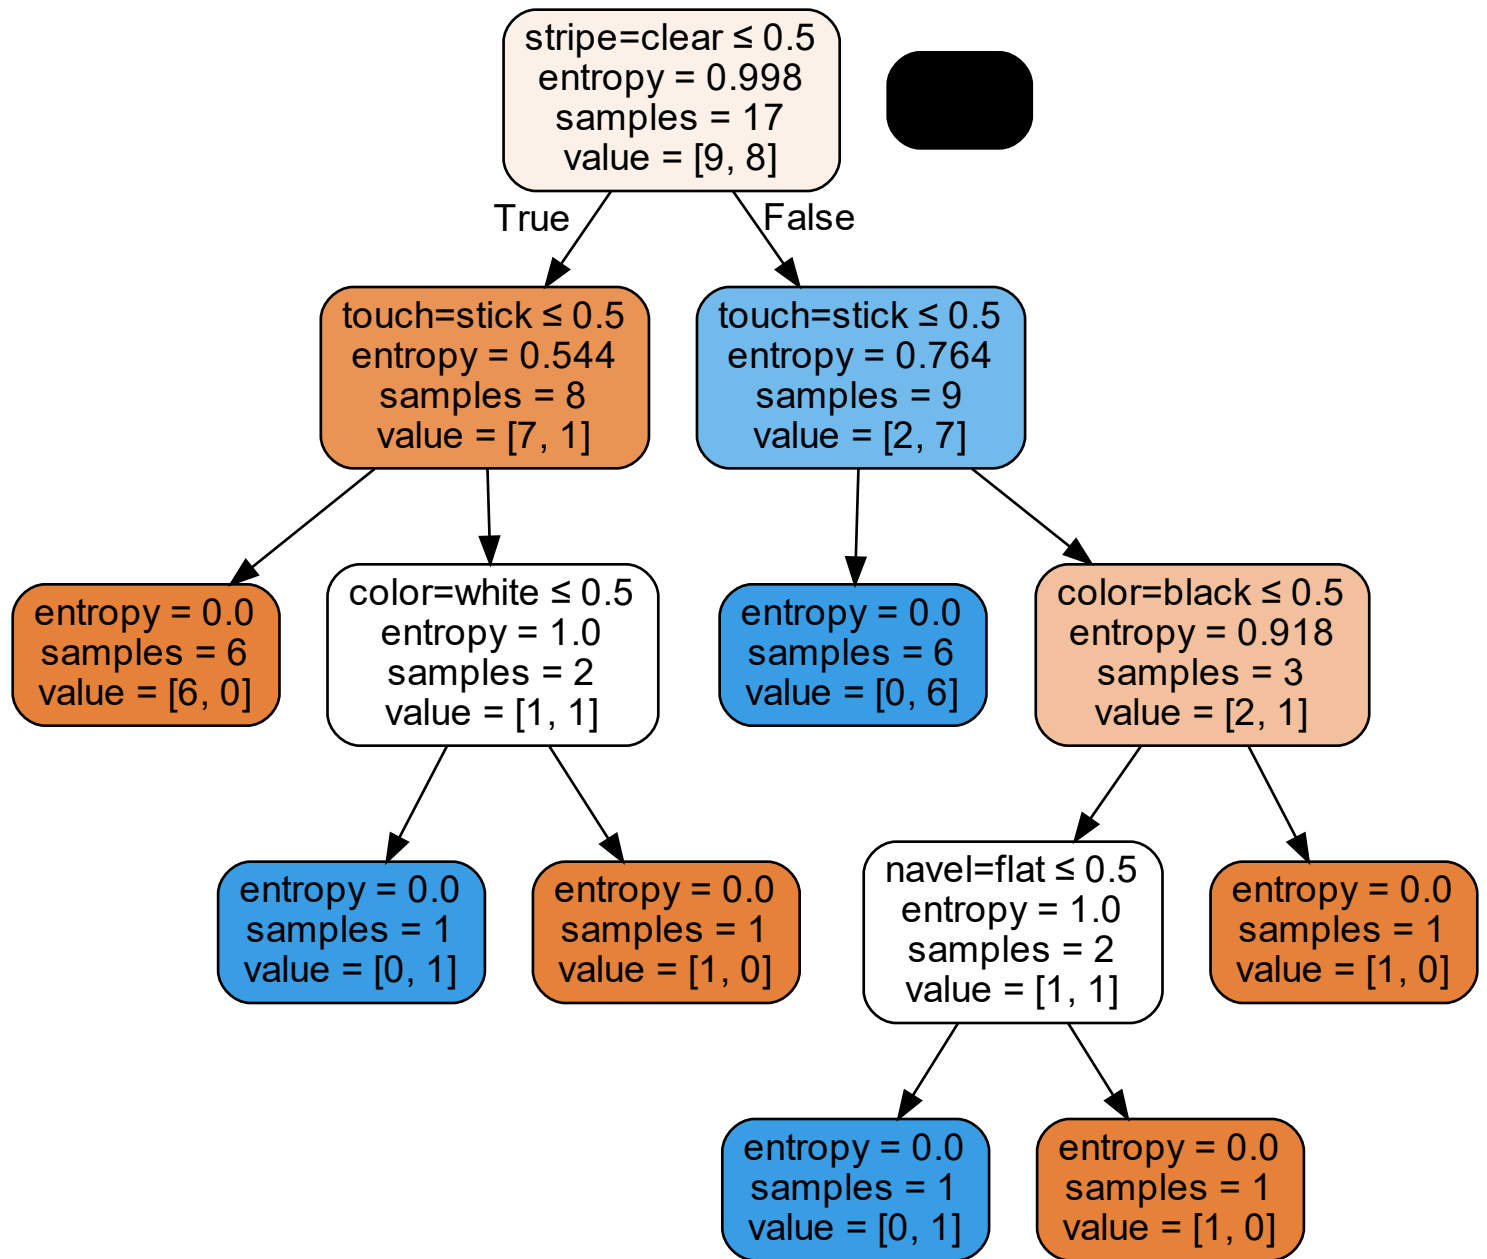 stripe=clear ≤ 0.5
entropy = 0.998
samples = 17
value = [9, 8]
True
False
touch=stick ≤ 0.5
entropy = 0.544
samples = 8
value = [7, 1]
touch=stick ≤ 0.5
entropy = 0.764
samples = 9
value = [2, 7]
entropy = 0.0
samples = 6
value = [6, 0]
color=white ≤ 0.5
entropy = 1.0
samples = 2
value = [1, 1]
entropy = 0.0
samples = 6
value = [0, 6]
color=black ≤ 0.5
entropy = 0.918
samples = 3
value = [2, 1]
entropy = 0.0
samples = 1
value = [0, 1]
entropy = 0.0
samples = 1
value = [1, 0]
navel=flat ≤ 0.5
entropy = 1.0
samples = 2
value = [1, 1]
entropy = 0.0
samples = 1
value = [1, 0]
entropy = 0.0
samples = 1
value = [0, 1]
entropy = 0.0
samples = 1
value = [1, 0]